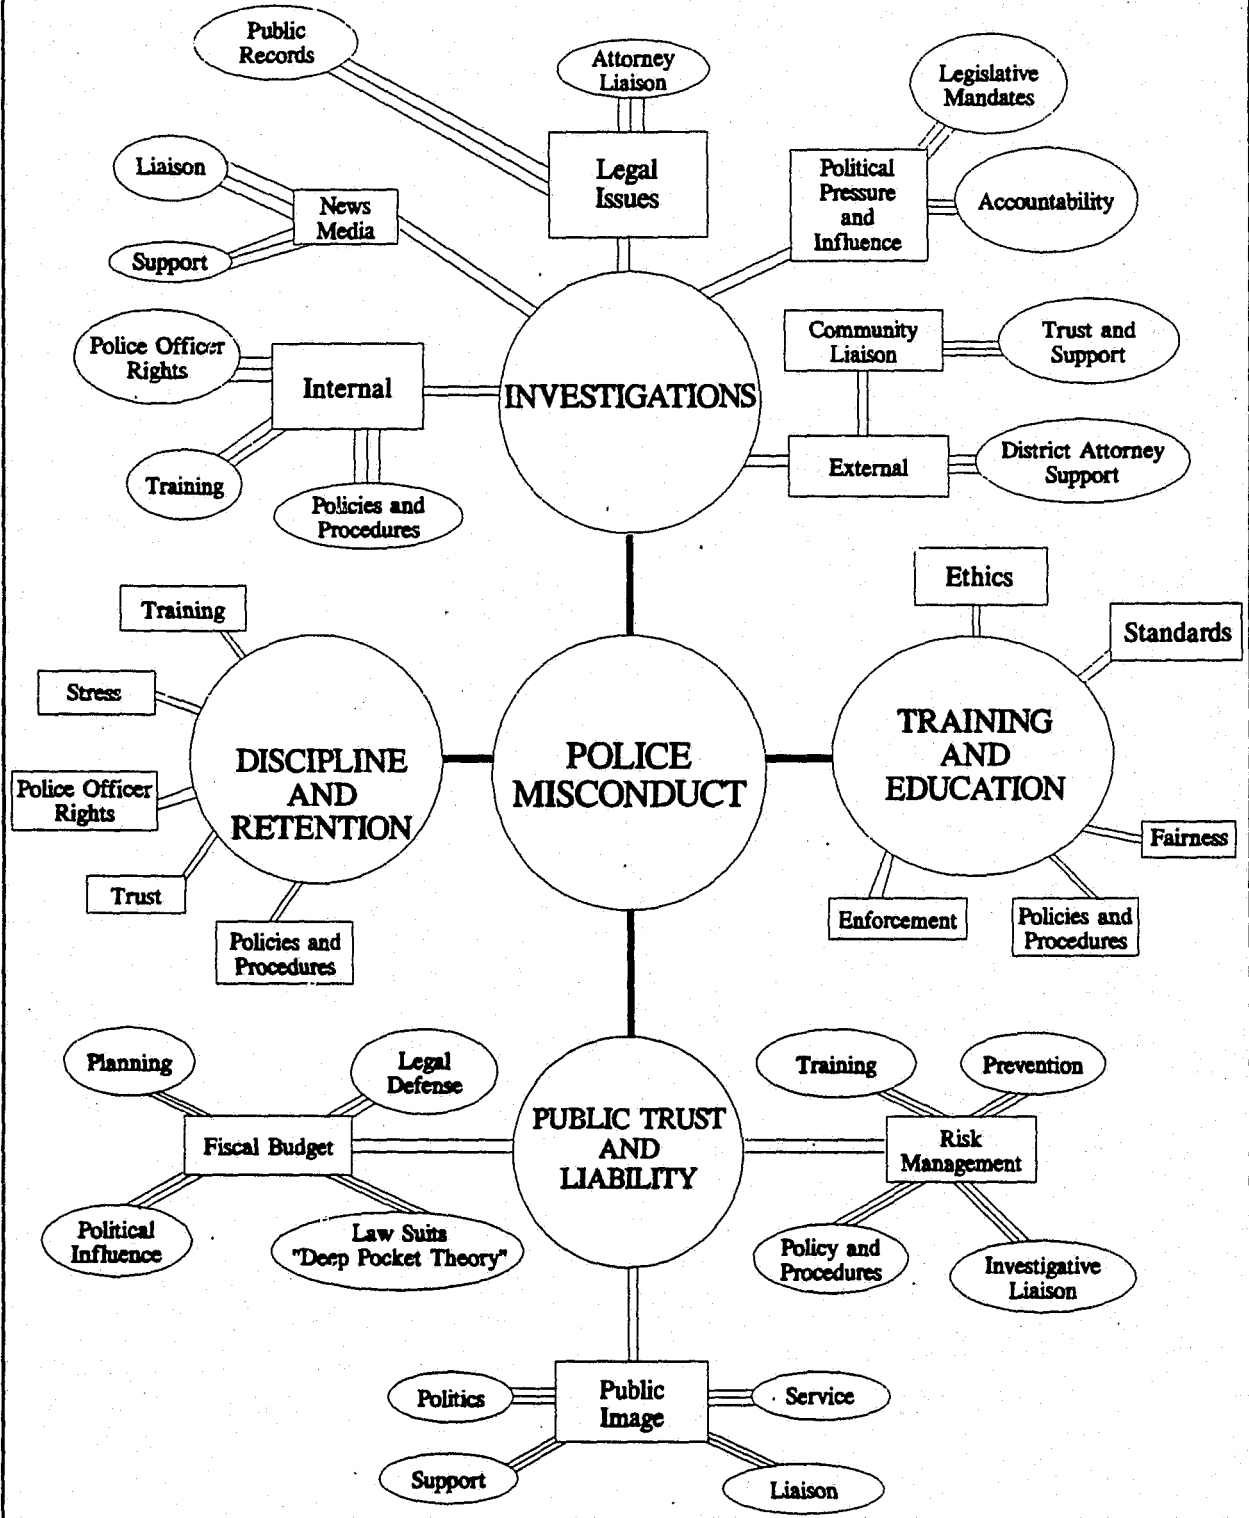 Public
Records
Attorney
Liaison
Legislative
Mandates
Liaison
News
Media
Support
Legal
Issues
Political
Pressure
and
Influence
Accountability
Police Officer
Rights
Internal
Training
Policies and
Procedures
INVESTIGATIONS
Community
Liaison
Trust and
Support
External
District Attorney
Support
Training
Stress
Police Officer
Rights
Trust
Policies and
Procedures
DISCIPLINE
AND
RETENTION
POLICE
MISCONDUCT
Ethics
Standards
TRAINING
AND
EDUCATION
Fairness
Enforcement
Policies and
Procedures
Planning
Legal
Defense
Fiscal Budget
Political
Influence
Law Suits
"Deep Pocket Theory"
PUBLIC TRUST
AND
LIABILITY
Training
Prevention
Risk
Management
Policy and
Procedures
Investigative
Liaison
Politics
Public
Image
Service
Support
Liaison